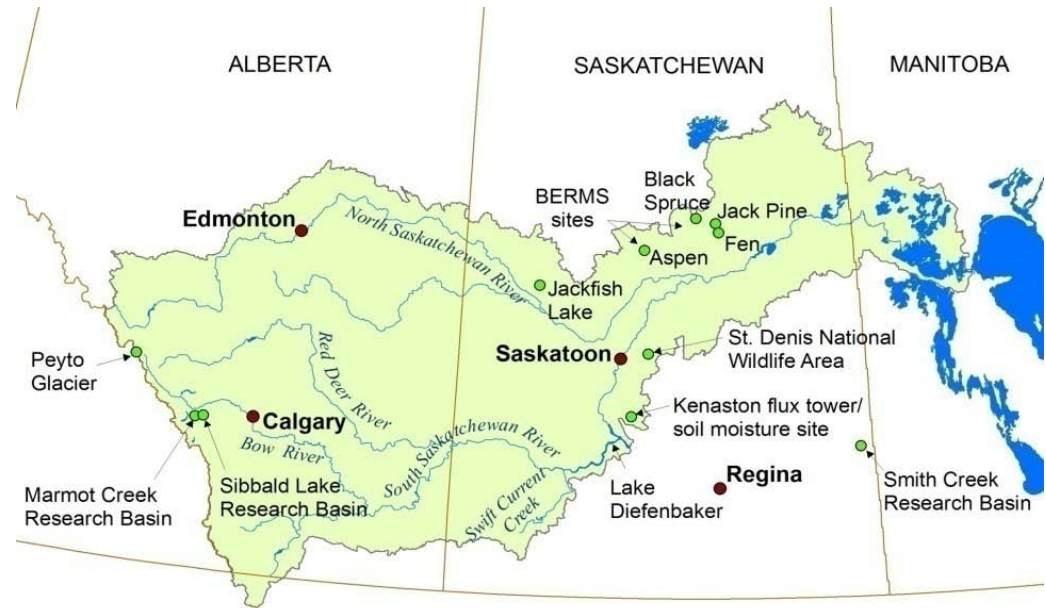 ALBERTA
SASKATCHEWAN
MANITOBA
Edmonton
North Saskatchewan River
BERMS
sites
Black
Spruce
Jack Pine
Fen
Aspen
Jackfish
Lake
Saskatoon
St. Denis National
Wildlife Area
Peyto
Glacier
Red Deer River
Calgary
Bow River
South Saskatchewan River
Kenaston flux tower/
soil moisture site
Marmot Creek
Research Basin
Sibbald Lake
Research Basin
Swift Current
Creek
Lake
Diefenbaker
Regina
Smith Creek
Research Basin